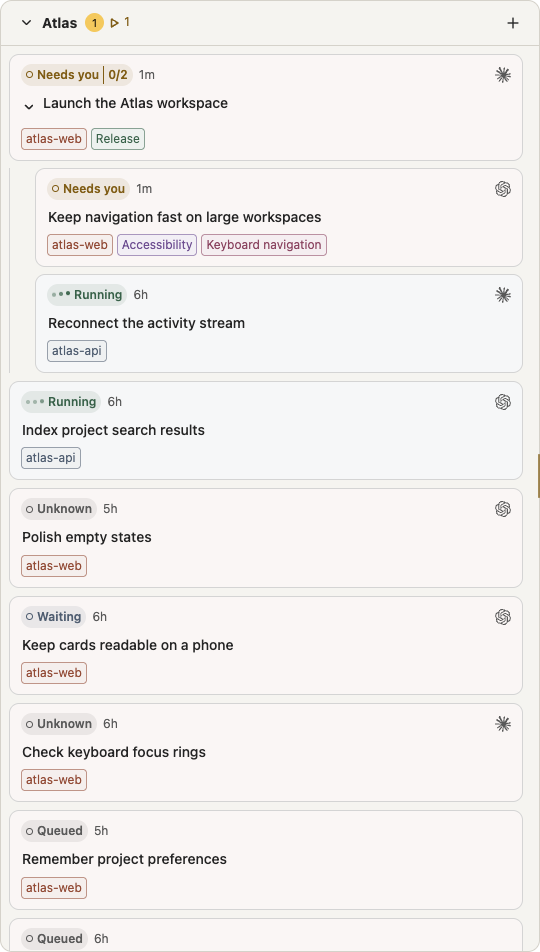 Atlas 1 1
Needs you 0/2 1m
Launch the Atlas workspace
atlas-web Release
Needs you 1m
Keep navigation fast on large workspaces
atlas-web Accessibility Keyboard navigation
Running 6h
Reconnect the activity stream
atlas-api
Running 6h
Index project search results
atlas-api
Unknown 5h
Polish empty states
atlas-web
Waiting 6h
Keep cards readable on a phone
atlas-web
Unknown 6h
Check keyboard focus rings
atlas-web
Queued 5h
Remember project preferences
atlas-web
Queued 6h